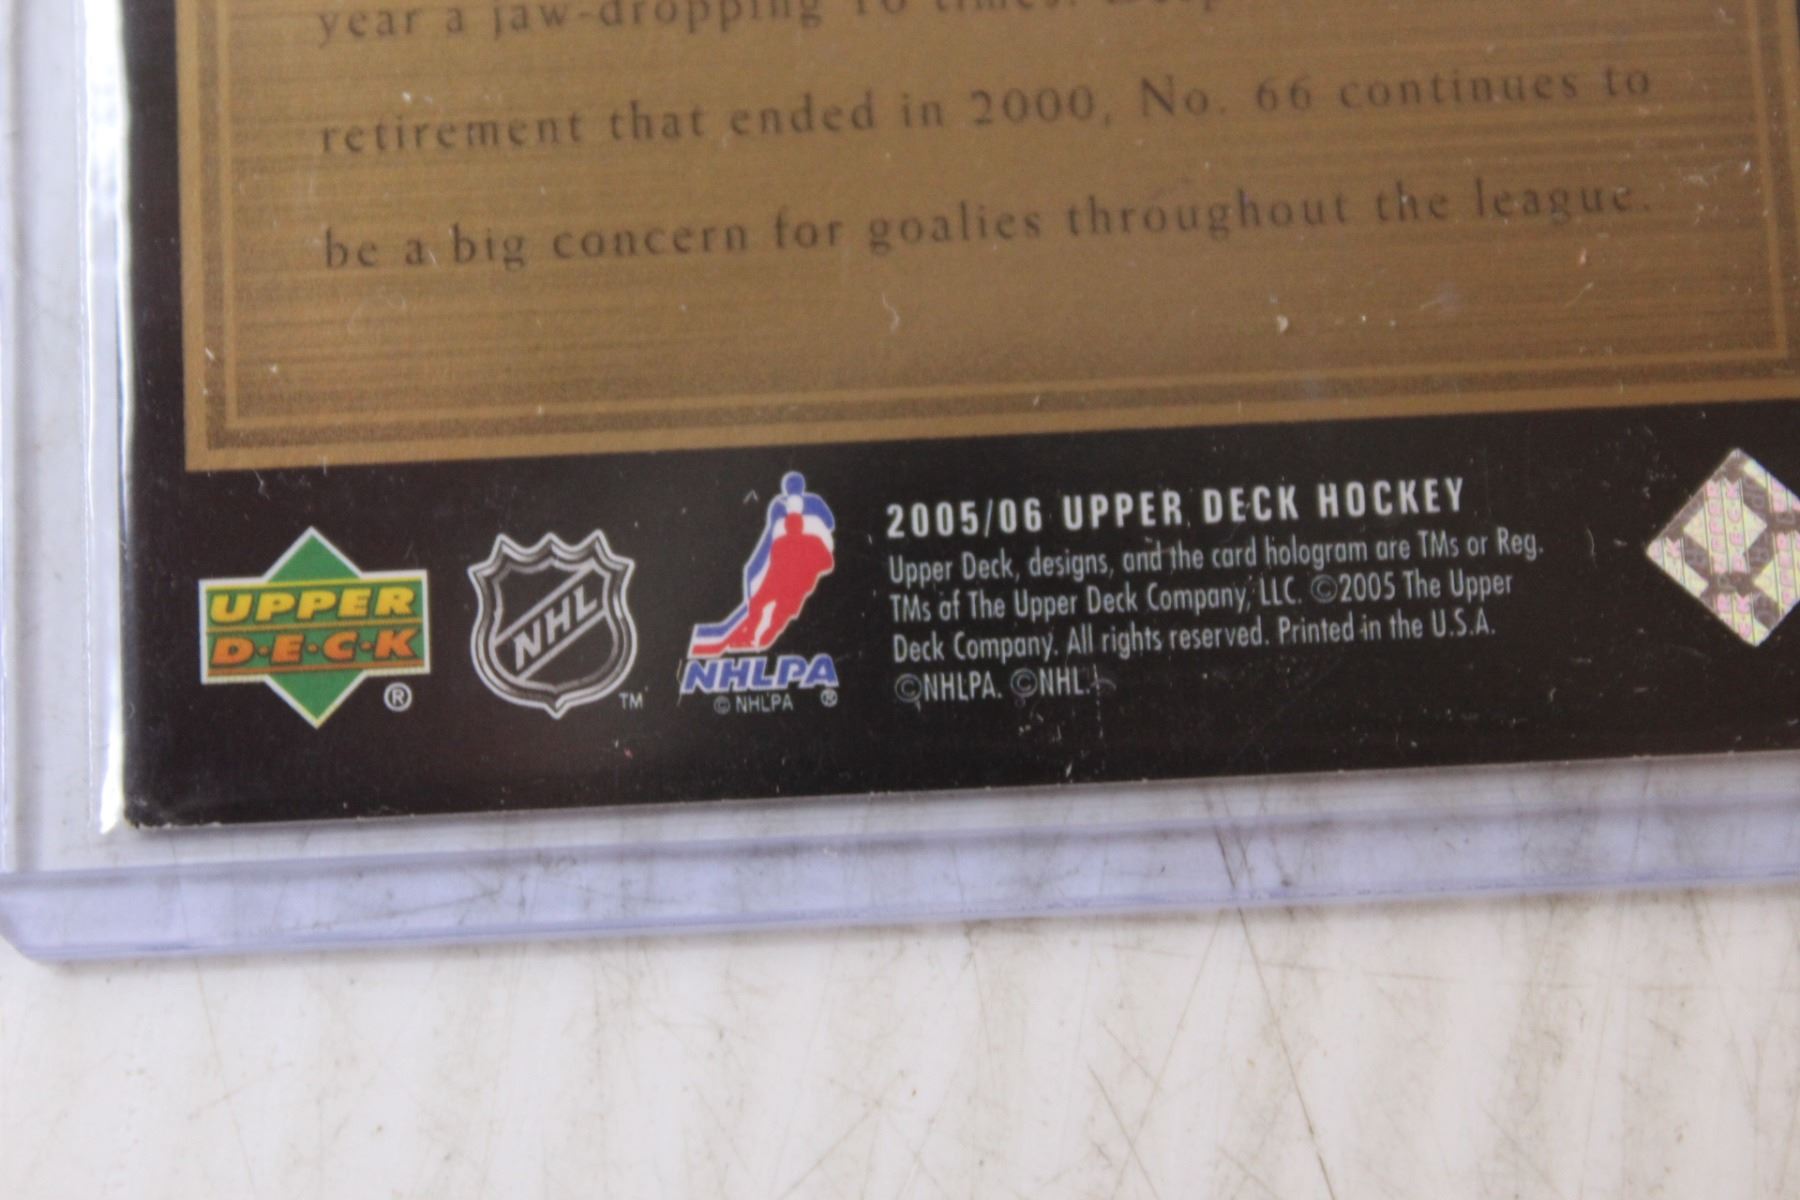 year a jaw-dropping 10 times.
retirement that ended in 2000, No. 66 continues to
be a big concern for goalies throughout the league.
UPPER
D·E·C·K
®
NHL
TM
NHLPA
© NHLPA ®
2005/06 UPPER DECK HOCKEY
Upper Deck, designs, and the card hologram are TMs or Reg.
TMs of The Upper Deck Company, LLC. ©2005 The Upper
Deck Company. All rights reserved. Printed in the U.S.A.
©NHLPA. ©NHL.